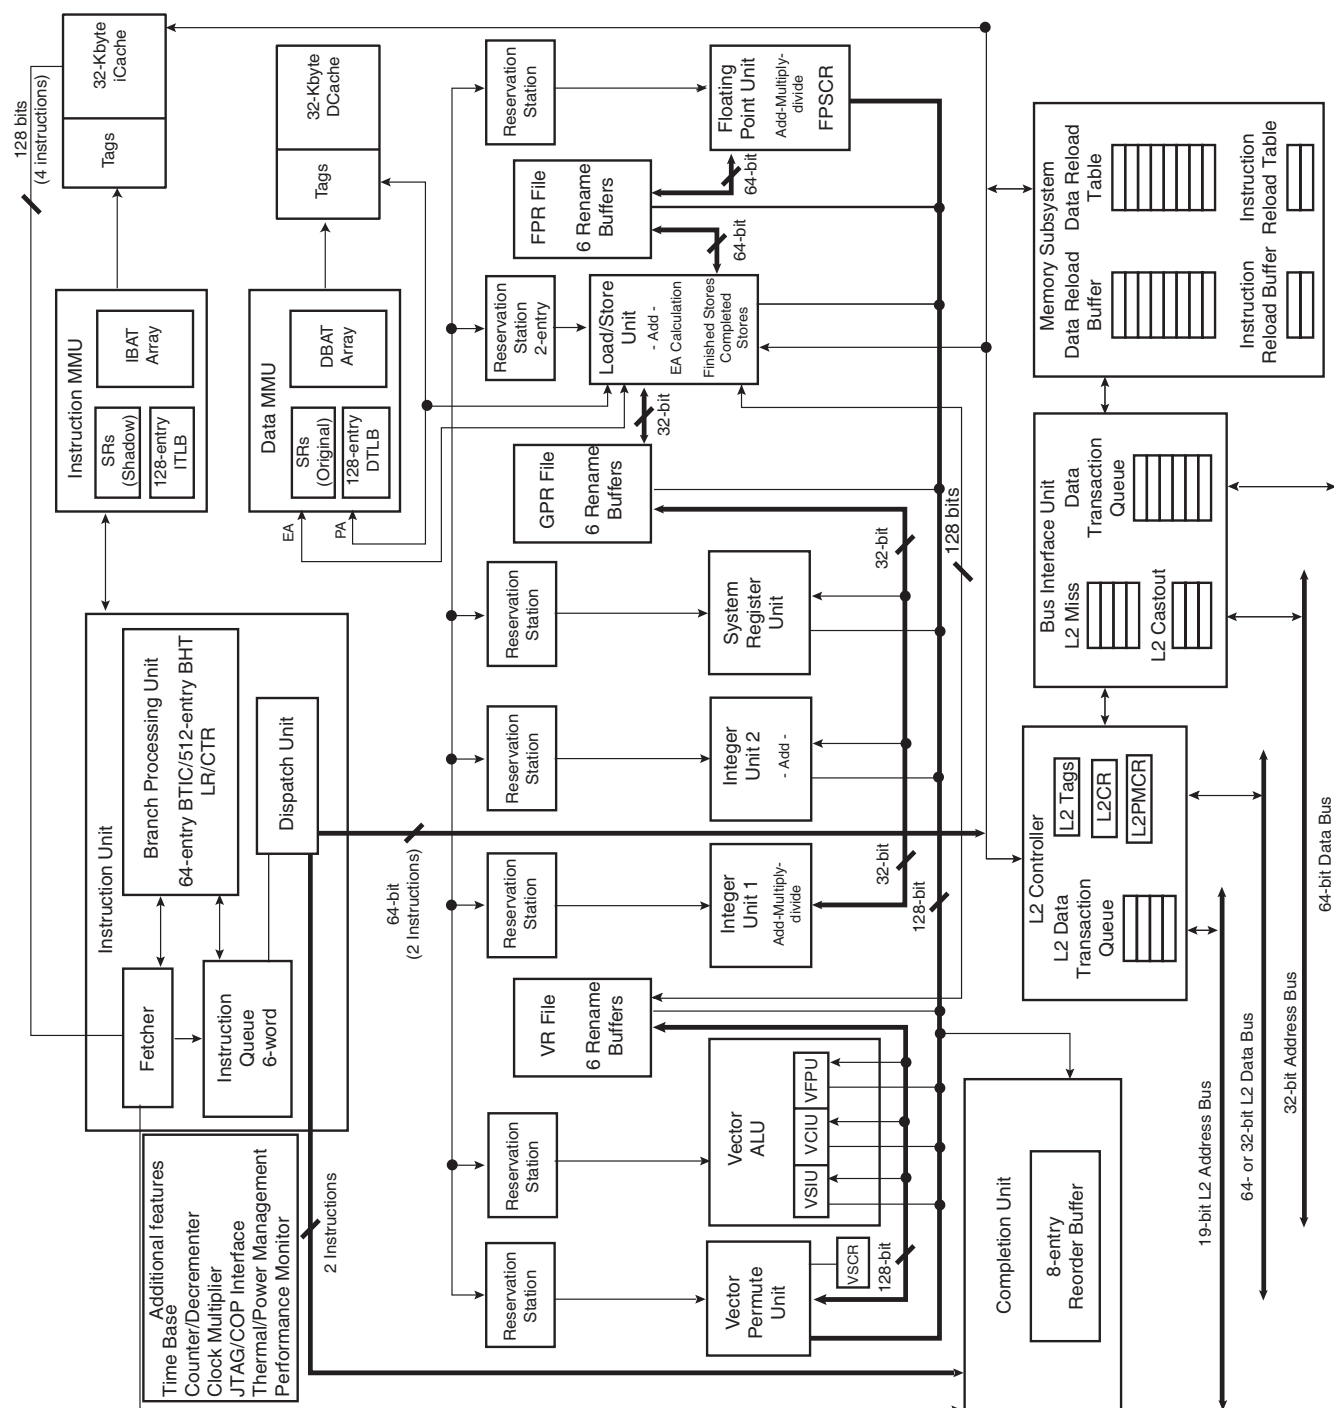 Additional features
Time Base
Counter/Decrementer
Clock Multiplier
JTAG/COP Interface
Thermal/Power Management
Performance Monitor
Instruction Unit
Fetcher
Instruction
Queue
6-word
Branch Processing Unit
64-entry BTIC/512-entry BHT
LR/CTR
Dispatch Unit
2 Instructions
64-bit
(2 Instructions)
128 bits
(4 instructions)
Instruction MMU
SRs
(Shadow)
128-entry
ITLB
IBAT
Array
Tags
32-Kbyte
iCache
Data MMU
SRs
(Original)
128-entry
DTLB
DBAT
Array
EA
PA
Tags
32-Kbyte
DCache
Reservation
Station
Reservation
Station
Reservation
Station
Reservation
Station
Reservation
Station
Reservation
Station
2-entry
Reservation
Station
VR File
6 Rename
Buffers
GPR File
6 Rename
Buffers
FPR File
6 Rename
Buffers
Vector
Permute
Unit
VSCR
128-bit
Vector
ALU
VSIU
VCIU
VFPU
Integer
Unit 1
Add-Multiply-
divide
32-bit
128-bit
Integer
Unit 2
- Add -
System
Register
Unit
32-bit
128 bits
32-bit
Load/Store
Unit
- Add -
EA Calculation
Finished Stores
Completed
Stores
64-bit
64-bit
Floating
Point Unit
Add-Multiply-
divide
FPSCR
Completion Unit
8-entry
Reorder Buffer
L2 Controller
L2 Data
Transaction
Queue
L2 Tags
L2CR
L2PMCR
Bus Interface Unit
L2 Miss
Data
Transaction
Queue
L2 Castout
Memory Subsystem
Data Reload
Buffer
Data Reload
Table
Instruction
Reload Buffer
Instruction
Reload Table
19-bit L2 Address Bus
64- or 32-bit L2 Data Bus
32-bit Address Bus
64-bit Data Bus